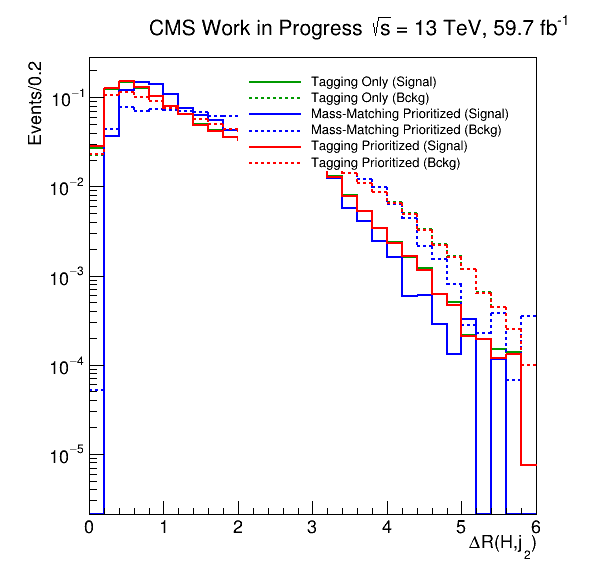 CMS Work in Progress √s = 13 TeV, 59.7 fb⁻¹
Events/0.2
Tagging Only (Signal)
Tagging Only (Bckg)
Mass-Matching Prioritized (Signal)
Mass-Matching Prioritized (Bckg)
Tagging Prioritized (Signal)
Tagging Prioritized (Bckg)
10⁻¹
10⁻²
10⁻³
10⁻⁴
10⁻⁵
0 1 2 3 4 5 6
ΔR(H,j₂)